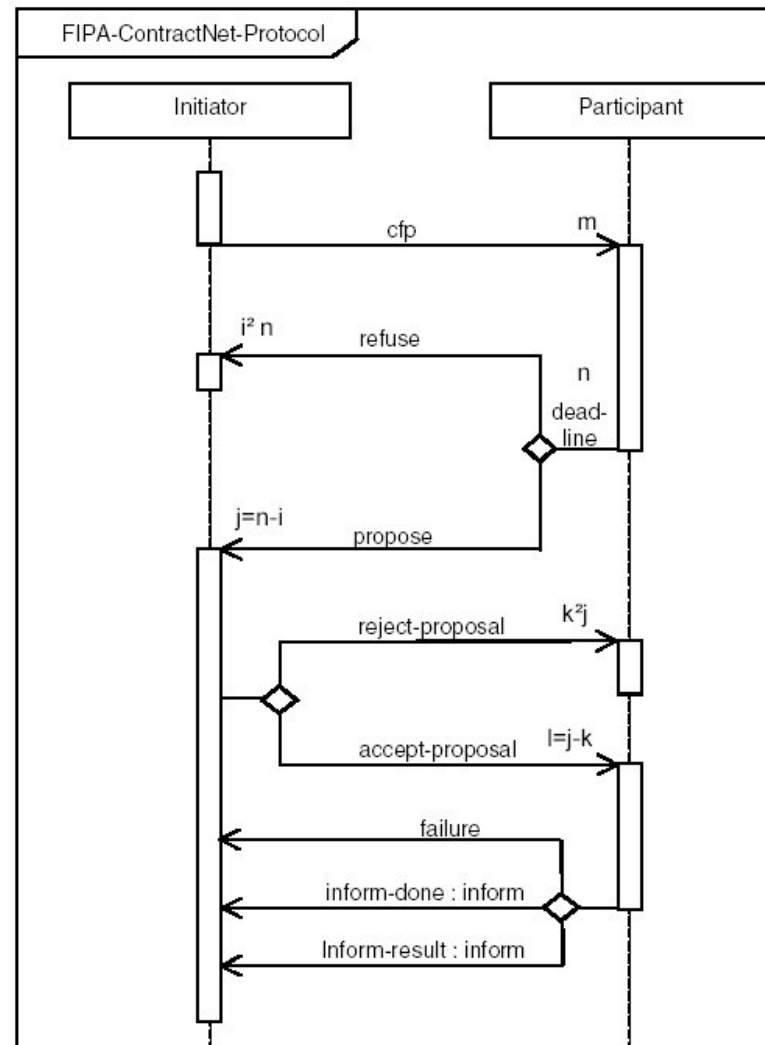 FIPA-ContractNet-Protocol
Initiator
Participant
cfp
m
i² n
refuse
n
dead-
line
j=n-i
propose
reject-proposal
k²j
accept-proposal
l=j-k
failure
inform-done : inform
Inform-result : inform